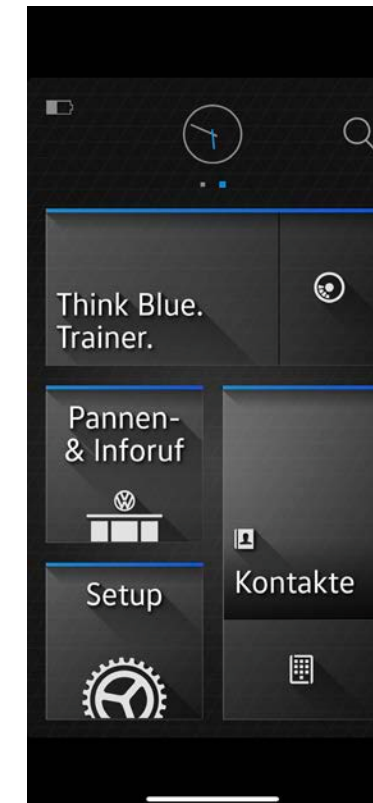 Think Blue.
Trainer.
Pannen-
& Inforuf
Setup
Kontakte